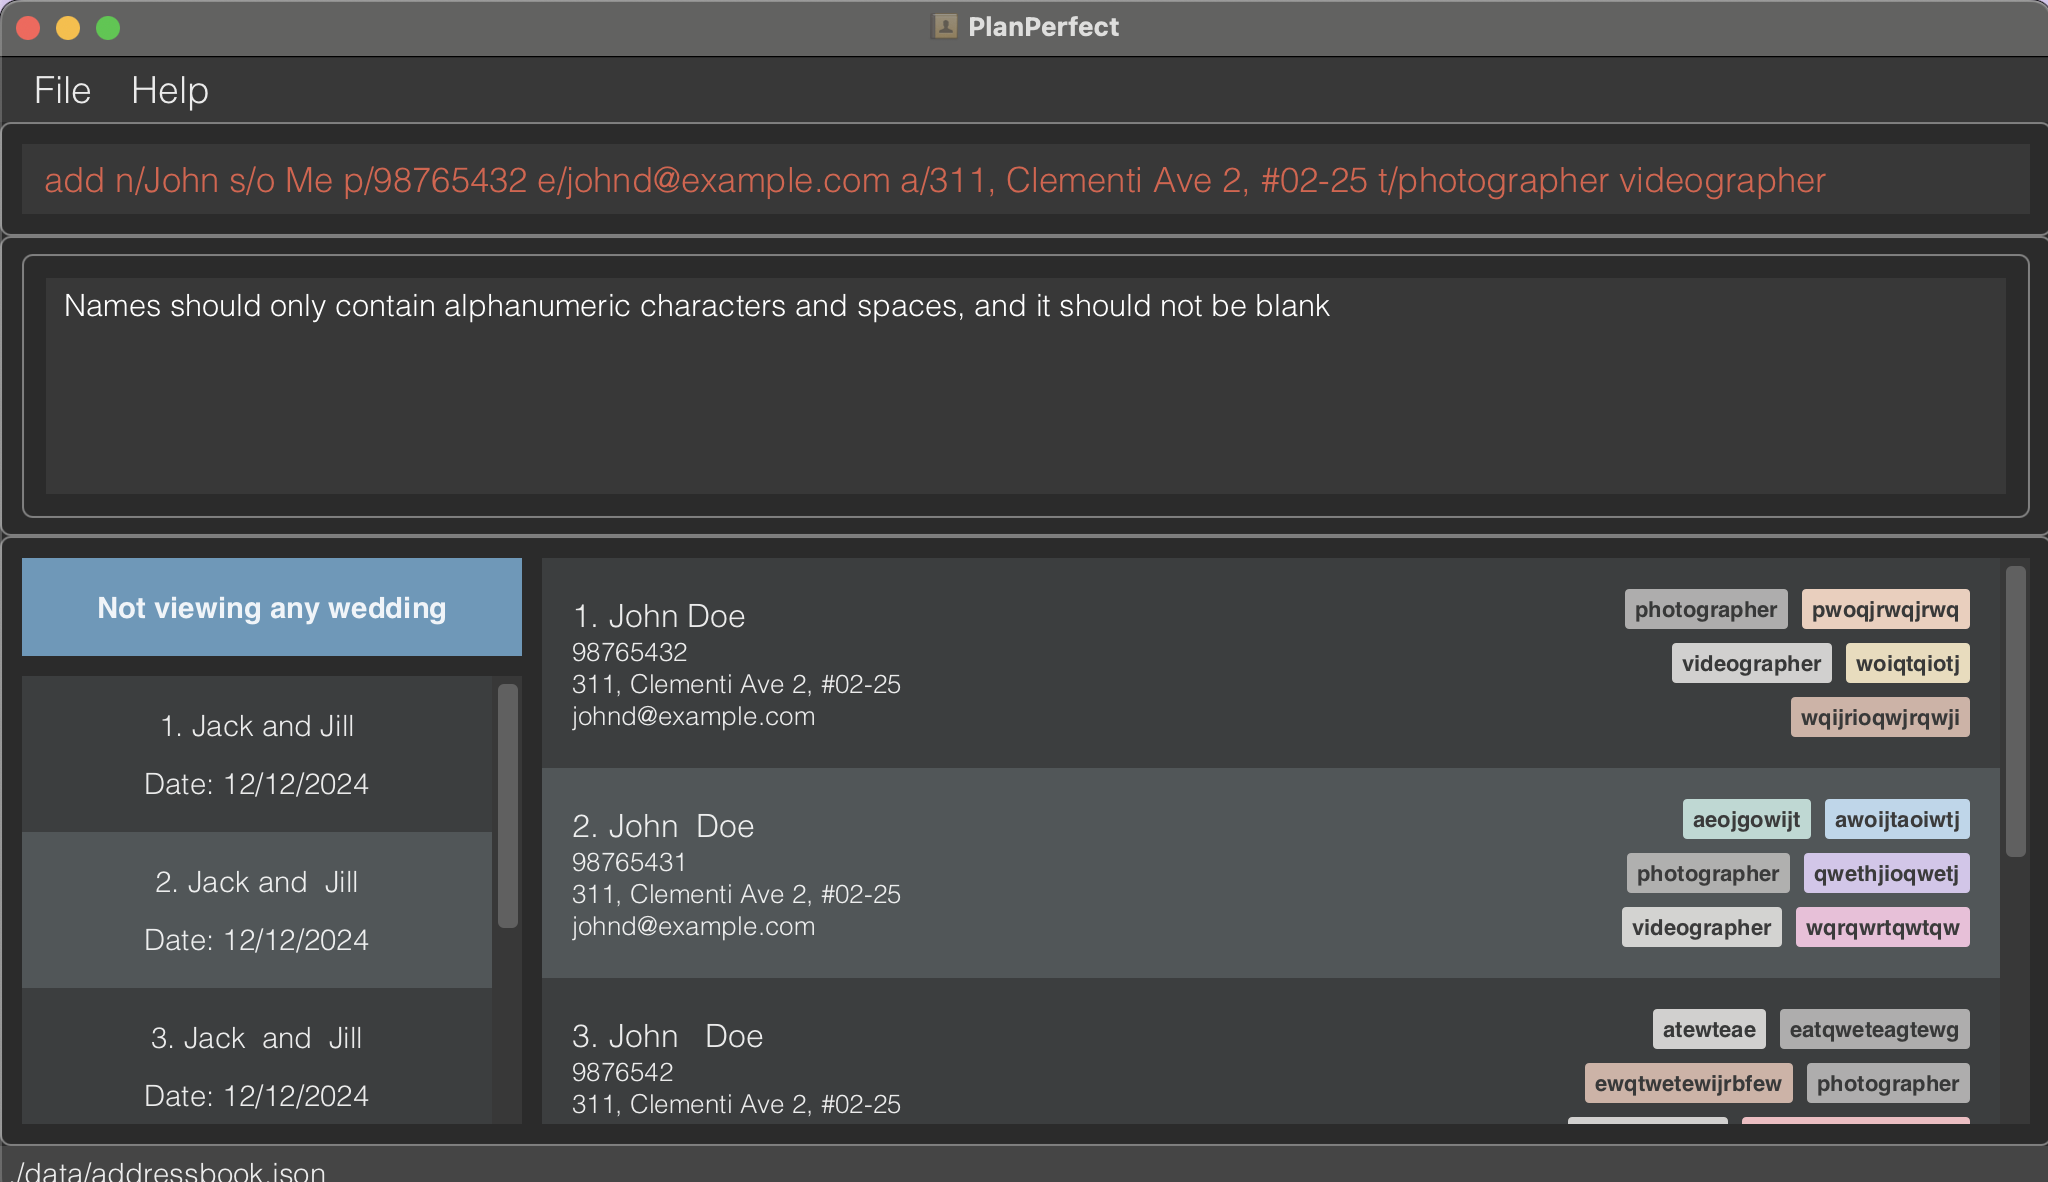 PlanPerfect
File Help
add n/John s/o Me p/98765432 e/johnd@example.com a/311, Clementi Ave 2, #02-25 t/photographer videographer
Names should only contain alphanumeric characters and spaces, and it should not be blank
Not viewing any wedding
1. Jack and Jill
Date: 12/12/2024
2. Jack and  Jill
Date: 12/12/2024
3. Jack  and  Jill
Date: 12/12/2024
1. John Doe
98765432
311, Clementi Ave 2, #02-25
johnd@example.com
photographer pwoqjrwqjrwq
videographer woiqtqiotj
wqijrioqwjrqwji
2. John  Doe
98765431
311, Clementi Ave 2, #02-25
johnd@example.com
aeojgowijt awoijtaoiwtj
photographer qwethjioqwetj
videographer wqrqwrtqwtqw
3. John   Doe
9876542
311, Clementi Ave 2, #02-25
atewteae eatqweteagtewg
ewqtwetewijrbfew photographer
./data/addressbook.json